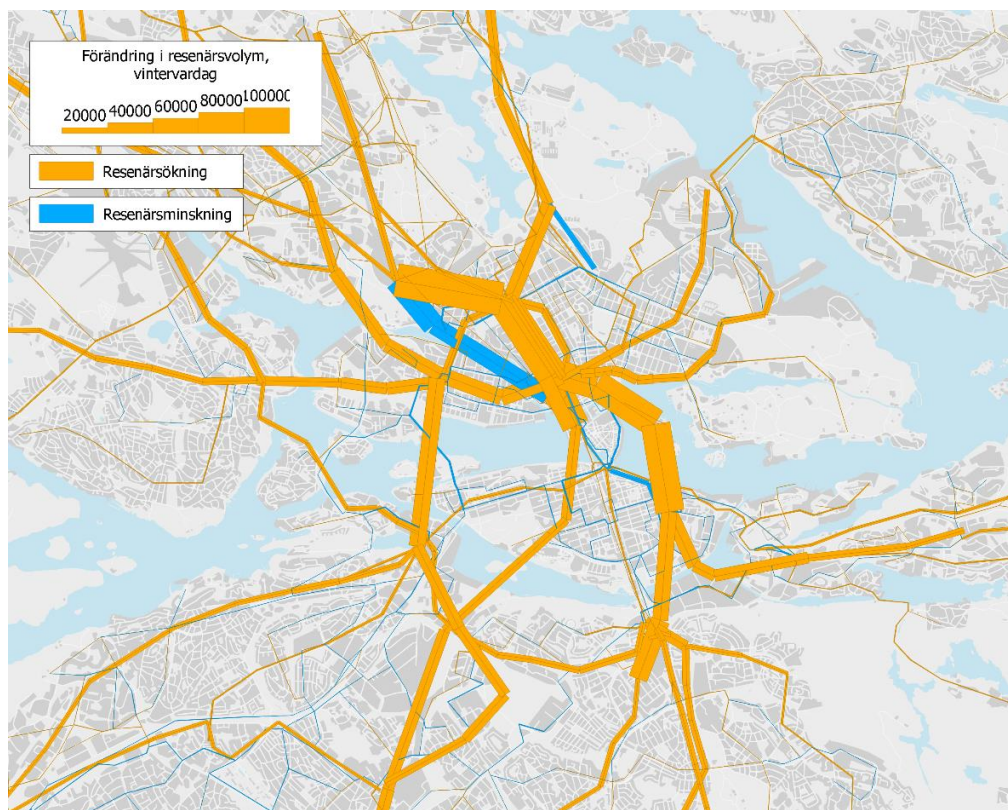 Förändring i resenärsvolym,
vintervardag
20000 40000 60000 80000 100000
Resenärsökning
Resenärsminskning